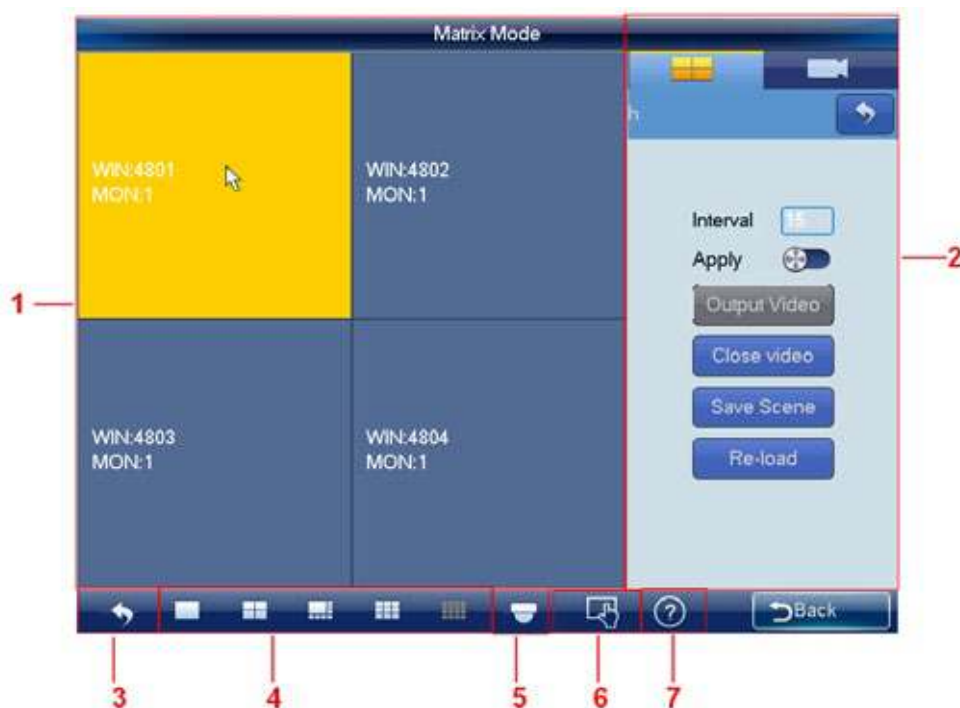 Matrix Mode
WIN:4801
MON:1
WIN:4802
MON:1
h
Interval 15
Apply
Output Video
Close video
Save Scene
Re-load
WIN:4803
MON:1
WIN:4804
MON:1
?
Back
1
2
3
4
5
6
7